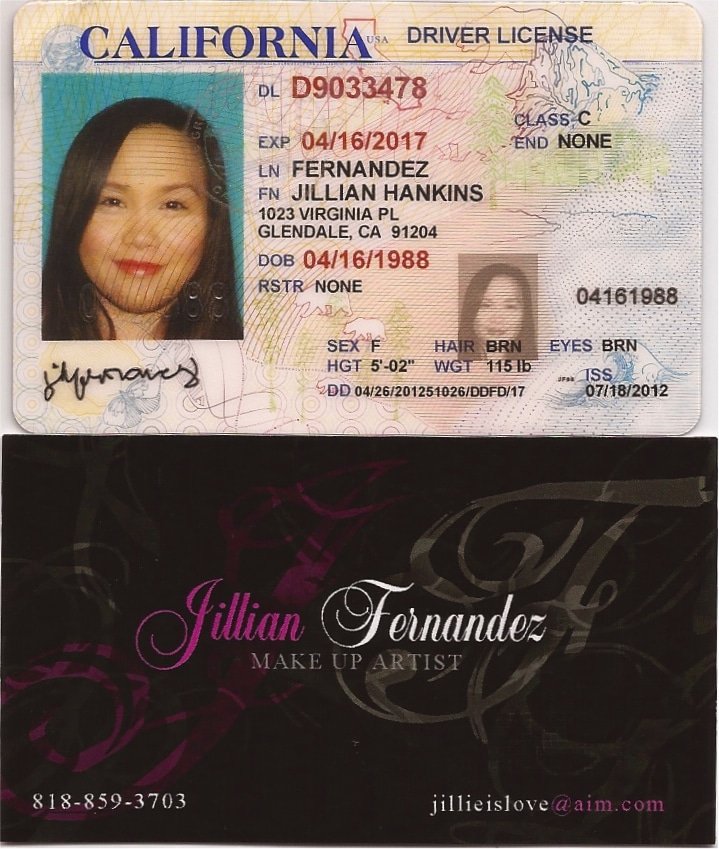 CALIFORNIA USA DRIVER LICENSE
DL D9033478
CLASS C
EXP 04/16/2017 END NONE
LN FERNANDEZ
FN JILLIAN HANKINS
1023 VIRGINIA PL
GLENDALE, CA 91204
DOB 04/16/1988
RSTR NONE
04161988
SEX F HAIR BRN EYES BRN
HGT 5'-02" WGT 115 lb
ISS
DD 04/26/201251026/DDFD/17 07/18/2012
Jillian Fernandez
MAKE UP ARTIST
818-859-3703 jillieislove@aim.com